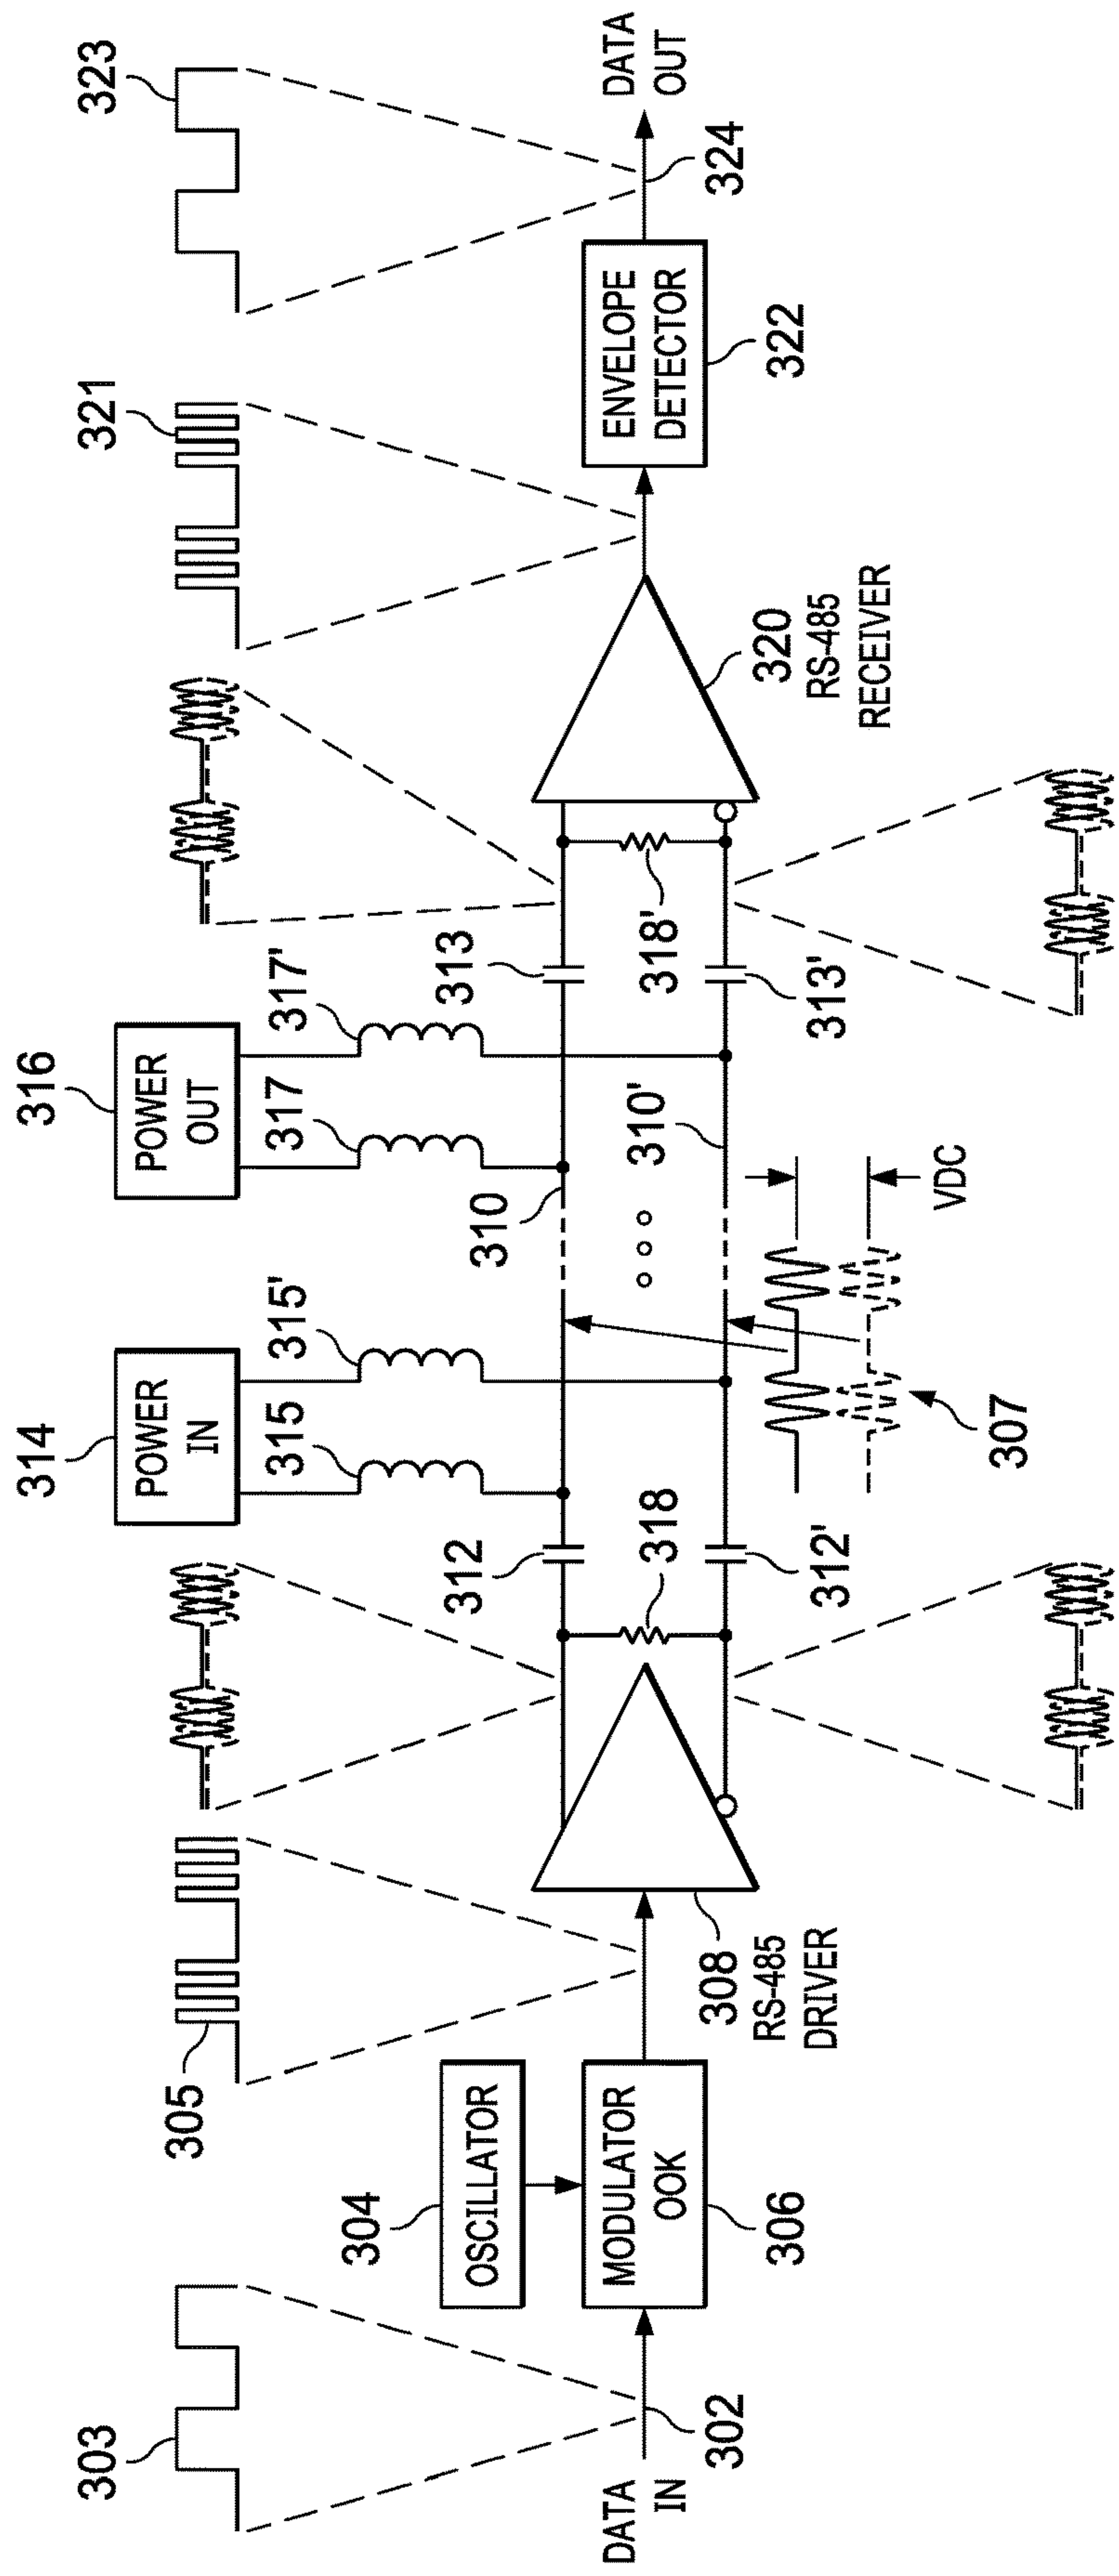 303
305
321
323
304
OSCILLATOR
314
POWER
IN
315
315'
316
POWER
OUT
317
317'
DATA
IN
302
MODULATOR
OOK
306
308
RS-485
DRIVER
312
318
312'
310
310'
313
318'
313'
307
VDC
320
RS-485
RECEIVER
ENVELOPE
DETECTOR
322
324
DATA
OUT